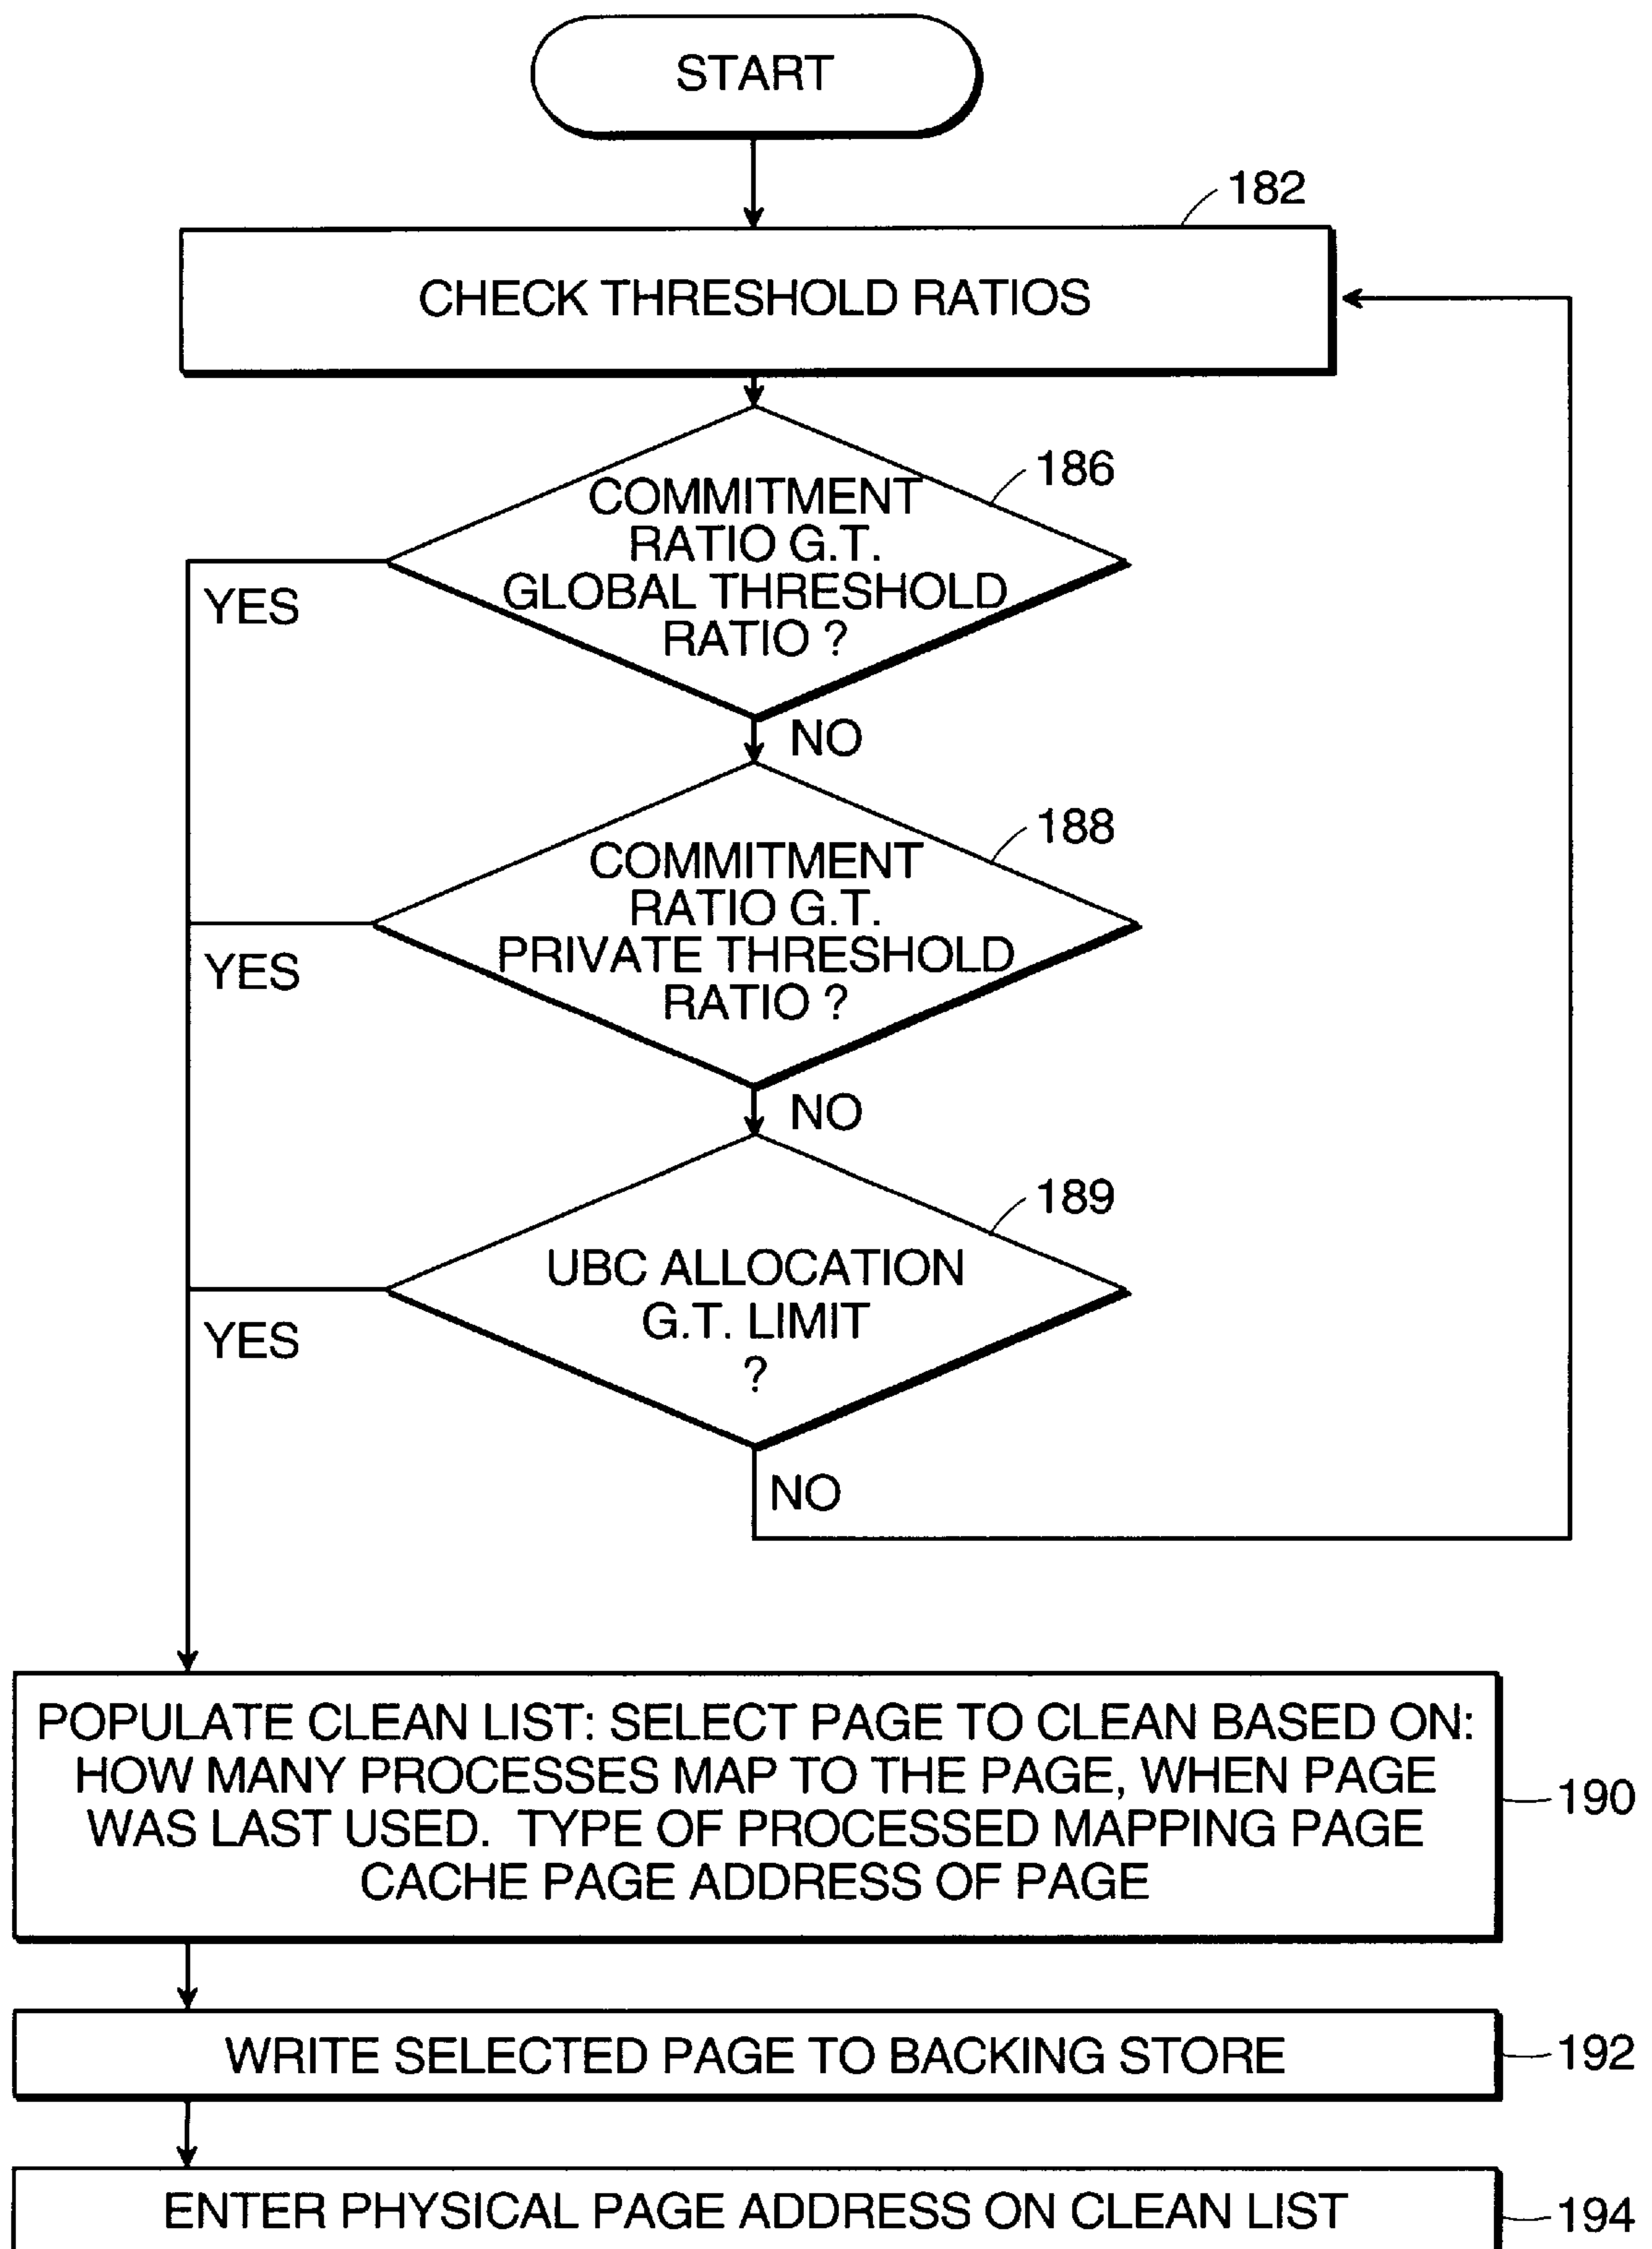 START
182
CHECK THRESHOLD RATIOS
186
COMMITMENT
RATIO G.T.
GLOBAL THRESHOLD
RATIO ?
YES
NO
188
COMMITMENT
RATIO G.T.
PRIVATE THRESHOLD
RATIO ?
YES
NO
189
UBC ALLOCATION
G.T. LIMIT
?
YES
NO
POPULATE CLEAN LIST: SELECT PAGE TO CLEAN BASED ON:
HOW MANY PROCESSES MAP TO THE PAGE, WHEN PAGE
WAS LAST USED. TYPE OF PROCESSED MAPPING PAGE
CACHE PAGE ADDRESS OF PAGE
190
WRITE SELECTED PAGE TO BACKING STORE
192
ENTER PHYSICAL PAGE ADDRESS ON CLEAN LIST
194